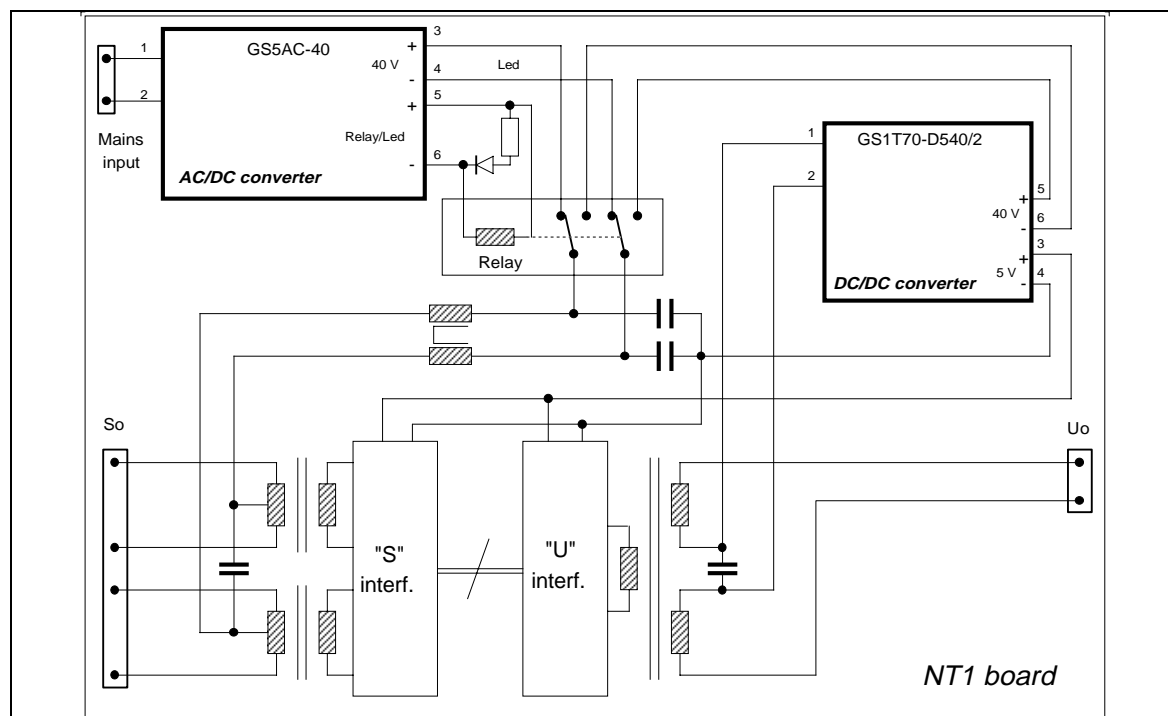 GS5AC-40
1
2
3
+
40 V
4
-
5
+
Relay/Led
6
-
AC/DC converter
Mains
input
Led
Relay
GS1T70-D540/2
1
2
5
+
40 V
6
-
3
+
5 V
4
-
DC/DC converter
So
Uo
"S"
interf.
"U"
interf.
NT1 board